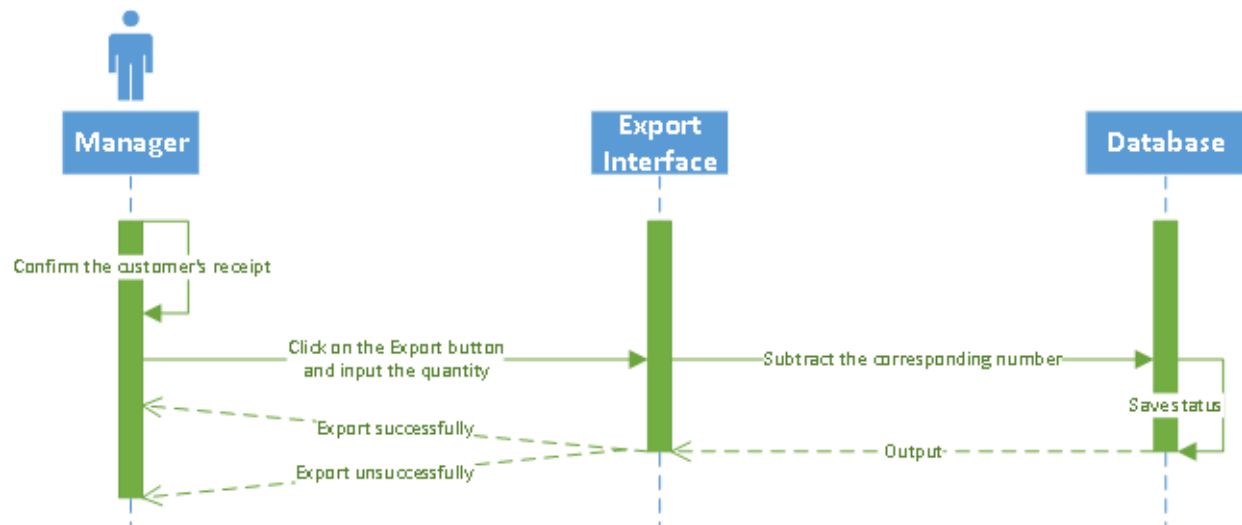 Manager
Export
Interface
Database
Confirm the customer's receipt
Click on the Export button
and input the quantity
Subtract the corresponding number
Save status
Export successfully
Output
Export unsuccessfully